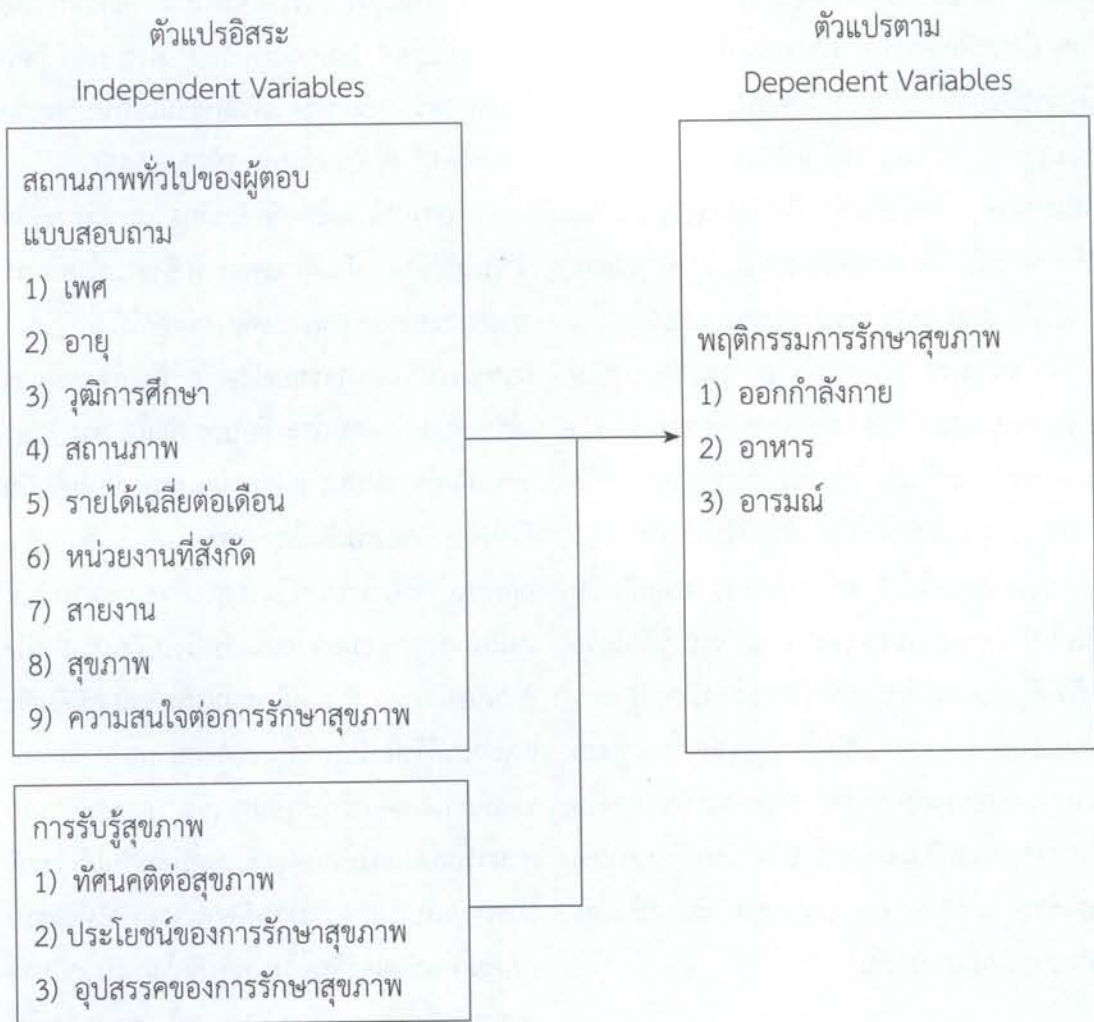 ตัวแปรอิสระ
Independent Variables
สถานภาพทั่วไปของผู้ตอบ
แบบสอบถาม
1) เพศ
2) อายุ
3) วุฒิการศึกษา
4) สถานภาพ
5) รายได้เฉลี่ยต่อเดือน
6) หน่วยงานที่สังกัด
7) สายงาน
8) สุขภาพ
9) ความสนใจต่อการรักษาสุขภาพ
การรับรู้สุขภาพ
1) ทัศนคติต่อสุขภาพ
2) ประโยชน์ของการรักษาสุขภาพ
3) อุปสรรคของการรักษาสุขภาพ
ตัวแปรตาม
Dependent Variables
พฤติกรรมการรักษาสุขภาพ
1) ออกกำลังกาย
2) อาหาร
3) อารมณ์